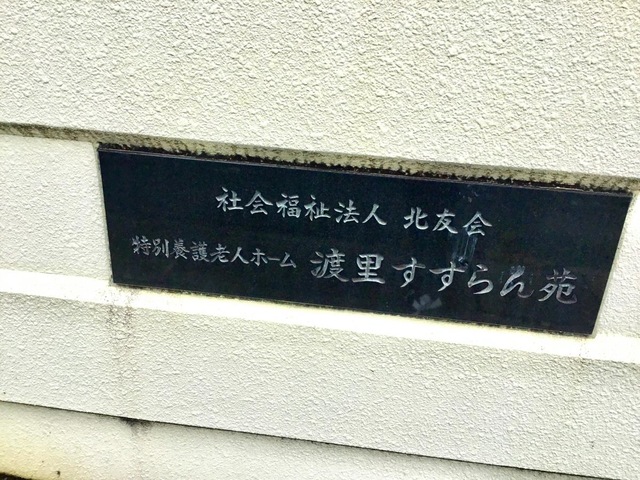 社会福祉法人 北友会
特別養護老人ホーム 渡里すずらん苑